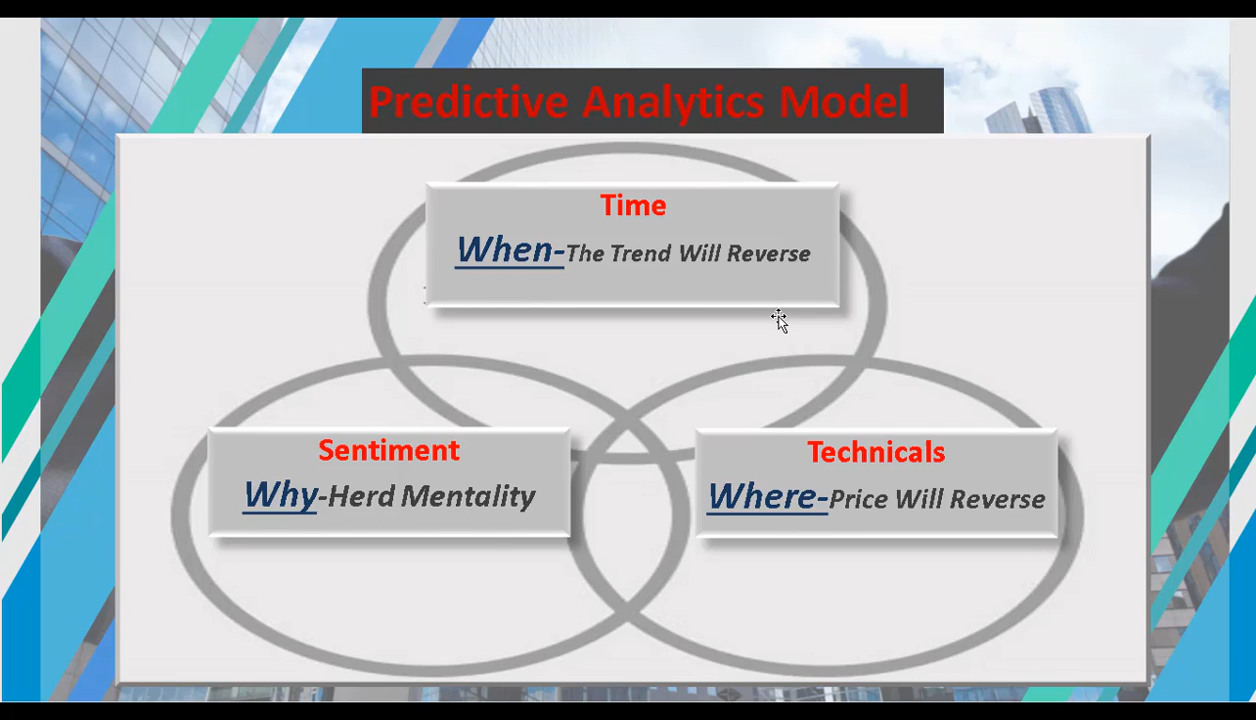 Predictive Analytics Model
Time
When-The Trend Will Reverse
Sentiment
Why-Herd Mentality
Technicals
Where-Price Will Reverse